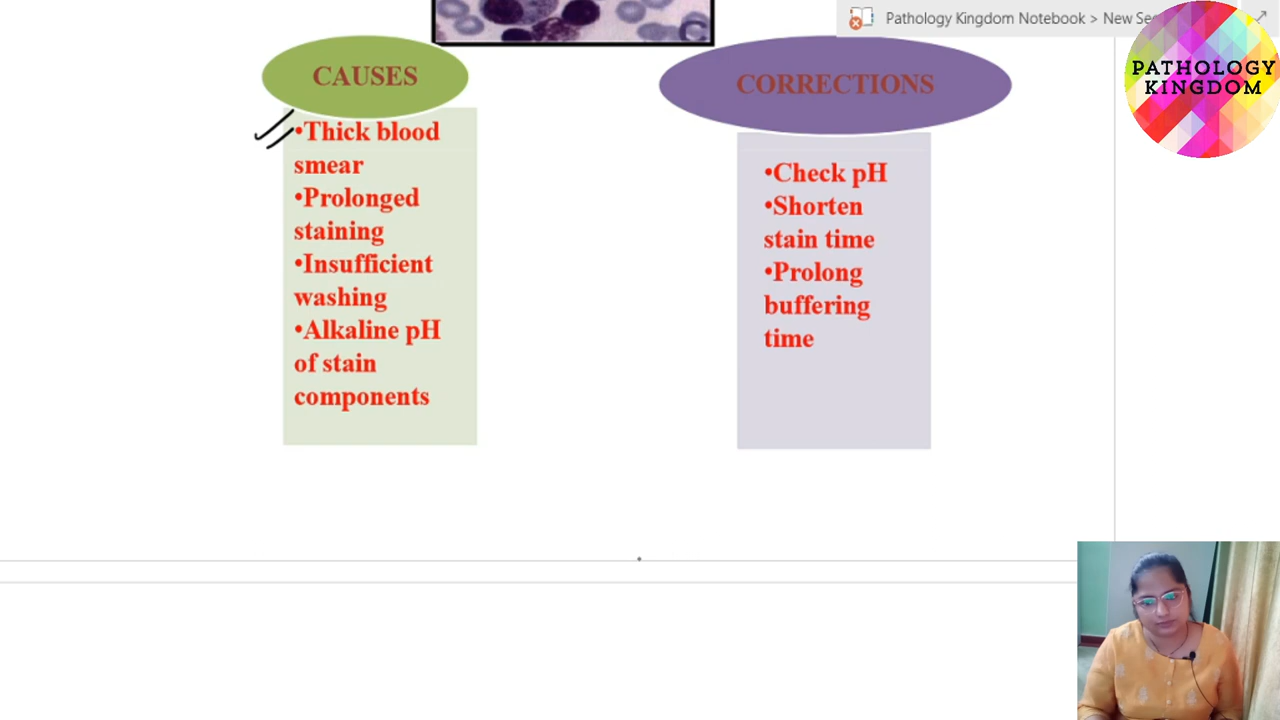 Pathology Kingdom Notebook > New Se
PATHOLOGY
KINGDOM
CAUSES
•Thick blood
smear
•Prolonged
staining
•Insufficient
washing
•Alkaline pH
of stain
components
CORRECTIONS
•Check pH
•Shorten
stain time
•Prolong
buffering
time